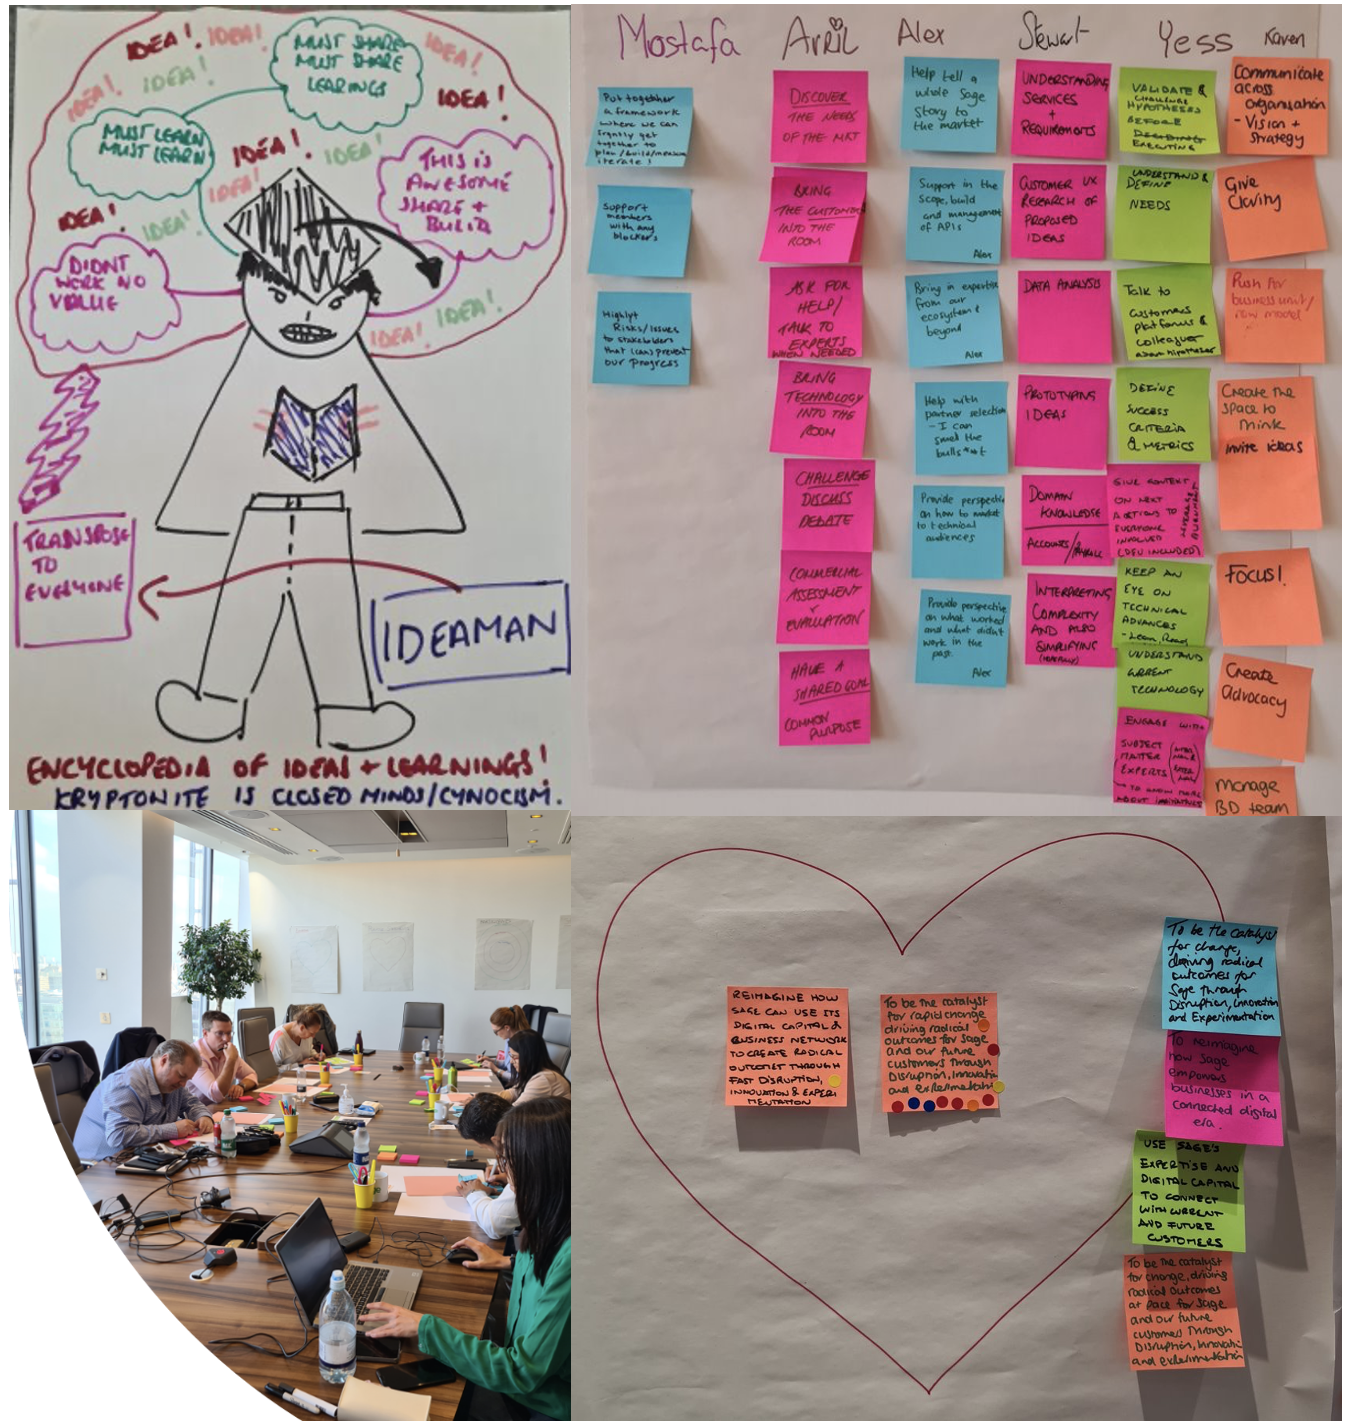 IDEA!
IDEA!
MUST SHARE
MUST SHARE
LEARINGS
IDEA!
IDEA!
IDEA!
IDEA!
IDEA!
MUST LEARN
MUST LEARN!
IDEA!
IDEA!
IDEA!
THIS IS
AWESOME
SHARE +
BUILD
IDEA!
IDEA!
DIDNT
WORK NO
VALUE
IDEA!
IDEA!
TRANSPOSE
TO
EVERYONE
IDEAMAN
ENCYCLOPEDIA OF IDEAS + LEARNINGS!
KRYPTONITE IS CLOSED MINDS/CYNOCISM.
Mostafa
Put together
a framework
where we can
get
together to
plan/build/measure
iterate!
Support
members
with any
blockers
Highlyt
Risks/Issues
to stakeholders
that (can) prevent
our progress
AVRIL
DISCOVER
THE NEEDS
OF THE MKT
BRING
THE CUSTOMER
INTO THE
ROOM
ASK FOR
HELP/
TALK TO
EXPERTS
WHEN NEEDED
BRING
TECHNOLOGY
INTO THE
ROOM
CHALLENGE
DISCUSS
DEBATE
COMMERCIAL
ASSESSMENT
+
EVALUATION
HAVE A
SHARED GOAL
COMMON
PURPOSE
Alex
Help tell a
whole Sage
Story to
the market
Support in the
scope, build
and management
of APIs
Alex
Bring in expertise
from our
ecosystem &
beyond
Alex
Help with
partner selection
- I can
smell the
bulls*t
Provide perspective
on how to market
to technical
audiences
Provide perspective
on what worked
and what didn't
work in the
past.
Alex
Stewart
UNDERSTANDING
SERVICES
+
REQUIREMENTS
CUSTOMER UX
RESEARCH OF
PROPOSED
IDEAS
DATA ANALYSIS
PROTOTYPING
IDEAS
DOMAIN
KNOWLEDGE
ACCOUNTS/PAYROLL
INTERPRETING
COMPLEXITY
AND ALSO
SIMPLIFYING
(HOPEFULLY)
Yess
VALIDATE &
CHALLENGE
HYPOTHESES
BEFORE
EXECUTING
UNDERSTAND &
DEFINE
NEEDS
Talk to
Customers
platforms &
colleagues
about hypotheses
DEFINE
SUCCESS
CRITERIA
& METRICS
GIVE CONTEXT
ON NEXT
ACTIONS TO
EVERYONE
INVOLVED
(DEV INCLUDED)
KEEP AN
EYE ON
TECHNICAL
ADVANCES
- Learn, Read
UNDERSTAND
CURRENT
TECHNOLOGY
ENGAGE WITH
SUBJECT
MATTER
EXPERTS
TO KNOW MORE
ABOUT INITIATIVES
Karen
Communicate
across
organisation
- Vision +
Strategy
Give
Clarity
Push for
business unit/
new model
Create the
space to
think
Invite ideas
FOCUS!
Create
Advocacy
Manage
BD team
REIMAGINE HOW
SAGE CAN USE ITS
DIGITAL CAPITAL &
BUSINESS NETWORK
TO CREATE RADICAL
OUTCOMES THROUGH
FAST DISRUPTION,
INNOVATION & EXPERI
MENTATION
To be the catalyst
for rapid change
driving radical
outcomes for Sage
and our future
customers through
Disruption, Innovation
and experimentation
To be the catalyst
for change,
driving radical
outcomes for
Sage through
Disruption, Innovation
and Experimentation
To reimagine
how Sage
empowers
businesses in a
connected digital
era.
USE SAGE'S
EXPERTISE AND
DIGITAL CAPITAL
TO CONNECT
WITH CURRENT
AND FUTURE
CUSTOMERS
To be the catalyst
for change, driving
radical outcomes
at Pace for Sage
and our future
customers through
Disruption, Innovation
and experimentation